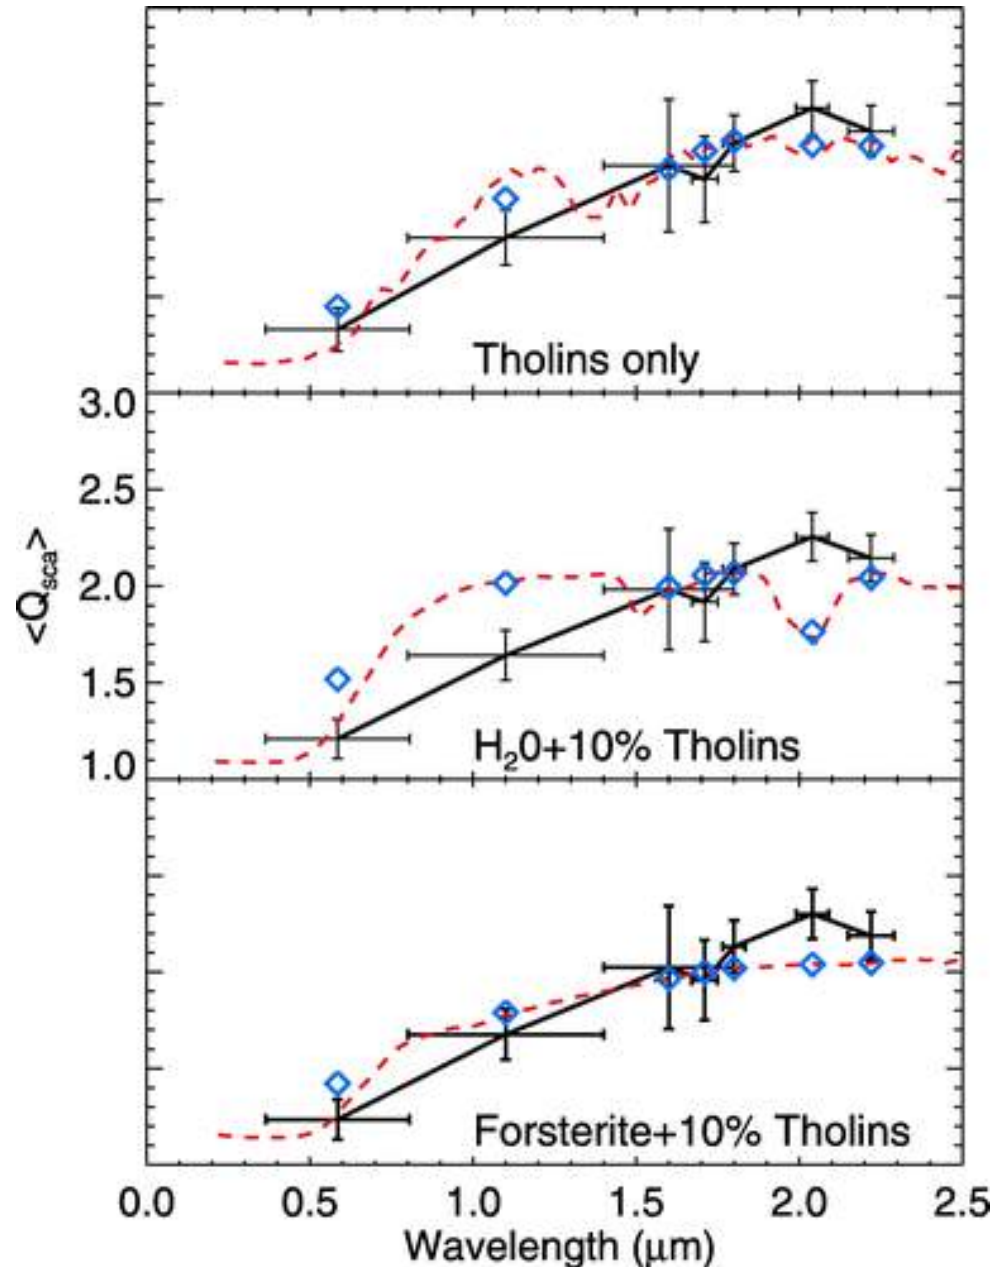 Tholins only
3.0
2.5
2.0
1.5
1.0
<Qsca>
H20+10% Tholins
Forsterite+10% Tholins
0.0 0.5 1.0 1.5 2.0 2.5
Wavelength (μm)